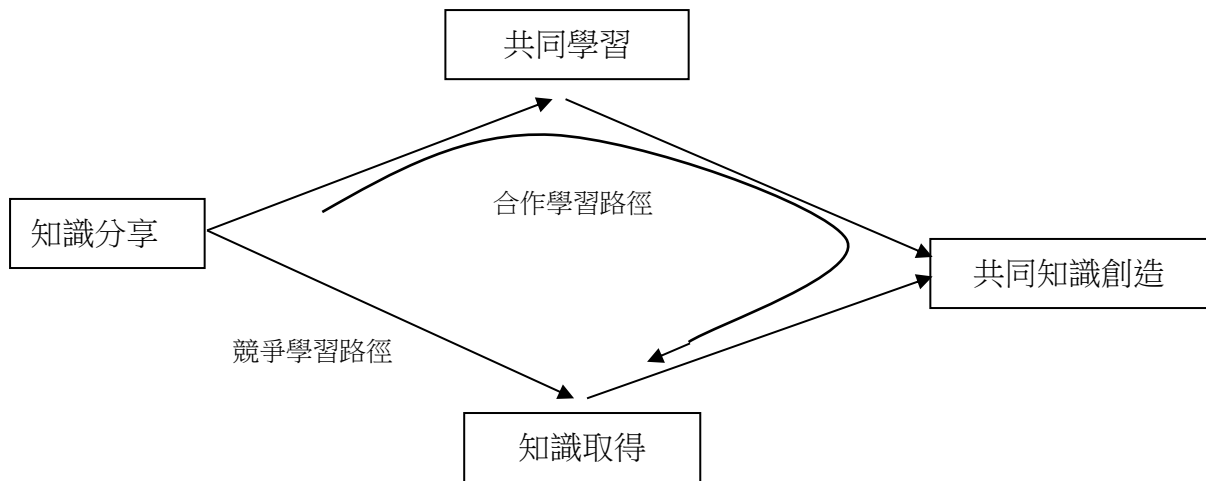 共同學習
合作學習路徑
知識分享
共同知識創造
競爭學習路徑
知識取得